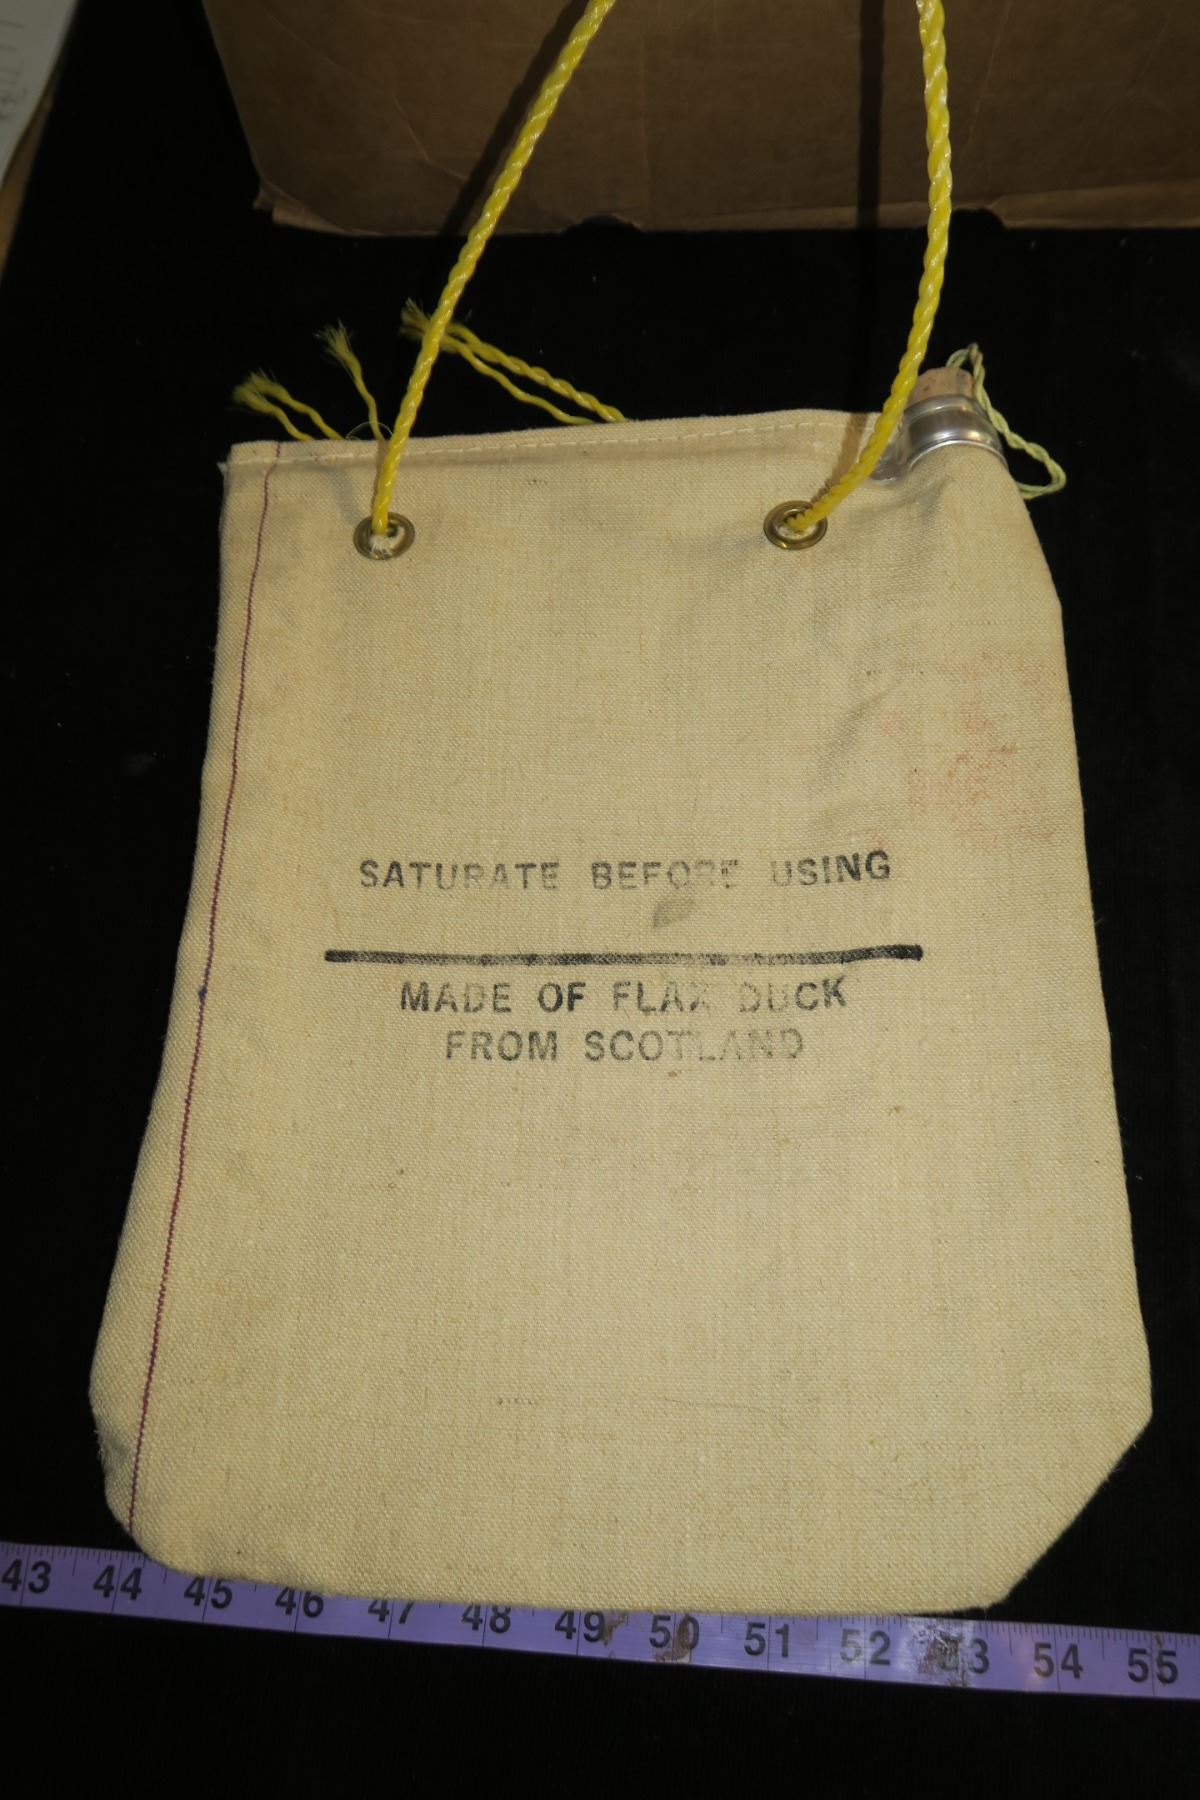 SATURATE BEFORE USING
MADE OF FLAX DUCK
FROM SCOTLAND
43 44 45 46 47 48 49 50 51 52 53 54 55